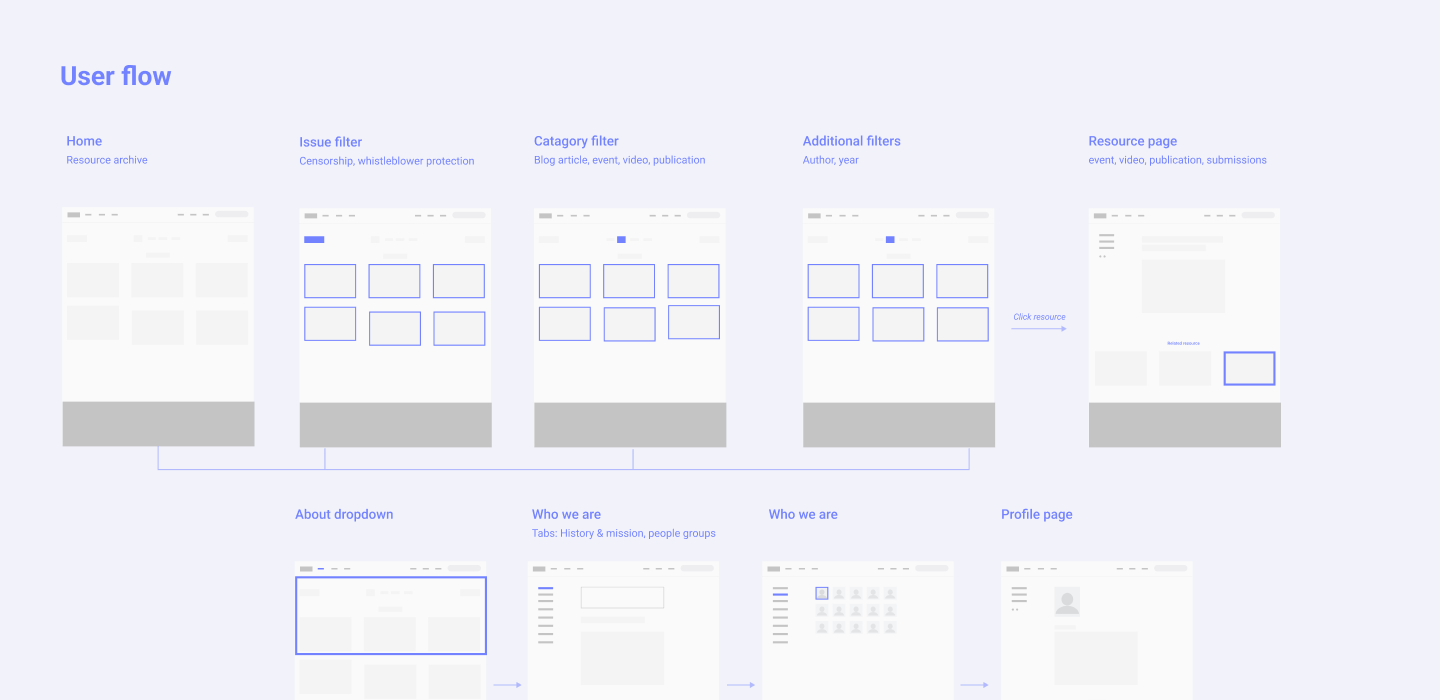 User flow
Home
Resource archive
Issue filter
Censorship, whistleblower protection
Catagory filter
Blog article, event, video, publication
Additional filters
Author, year
Resource page
event, video, publication, submissions
Click resource
Related resource
About dropdown
Who we are
Tabs: History & mission, people groups
Who we are
Profile page